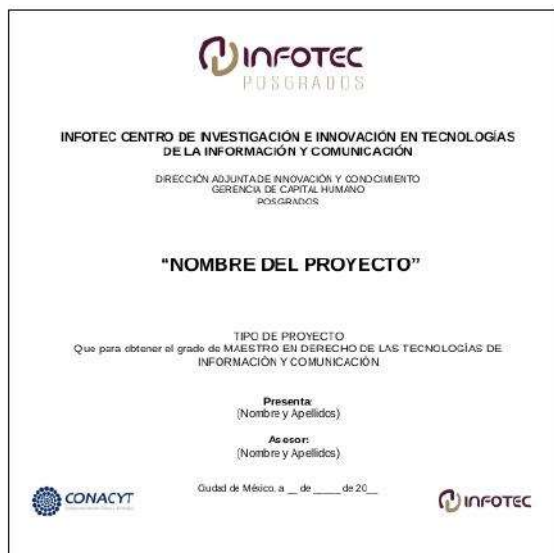 INFOTEC
POSGRADOS
INFOTEC CENTRO DE INVESTIGACIÓN E INNOVACIÓN EN TECNOLOGÍAS
DE LA INFORMACIÓN Y COMUNICACIÓN
DIRECCIÓN ADJUNTA DE INNOVACIÓN Y CONOCIMIENTO
GERENCIA DE CAPITAL HUMANO
POSGRADOS
“NOMBRE DEL PROYECTO”
TIPO DE PROYECTO
Que para obtener el grado de MAESTRO EN DERECHO DE LAS TECNOLOGÍAS DE
INFORMACIÓN Y COMUNICACIÓN
Presenta:
(Nombre y Apellidos)
Asesor:
(Nombre y Apellidos)
Ciudad de México, a __ de _____ de 20__
CONACYT
INFOTEC